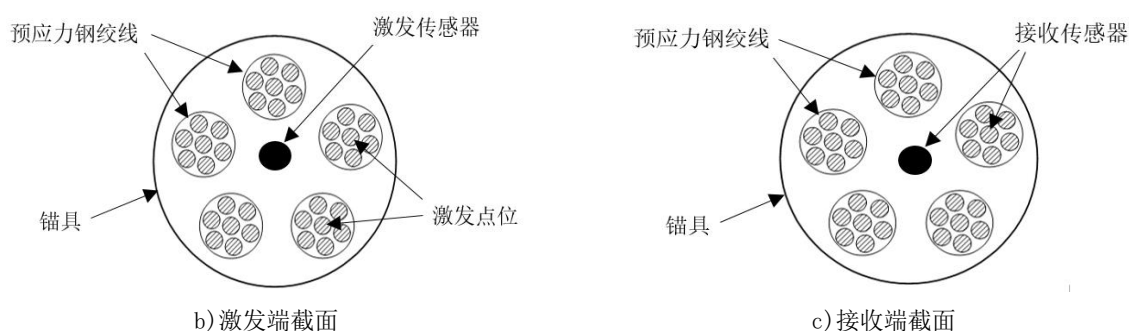 预应力钢绞线
激发传感器
锚具
激发点位
b)激发端截面
预应力钢绞线
接收传感器
锚具
c)接收端截面